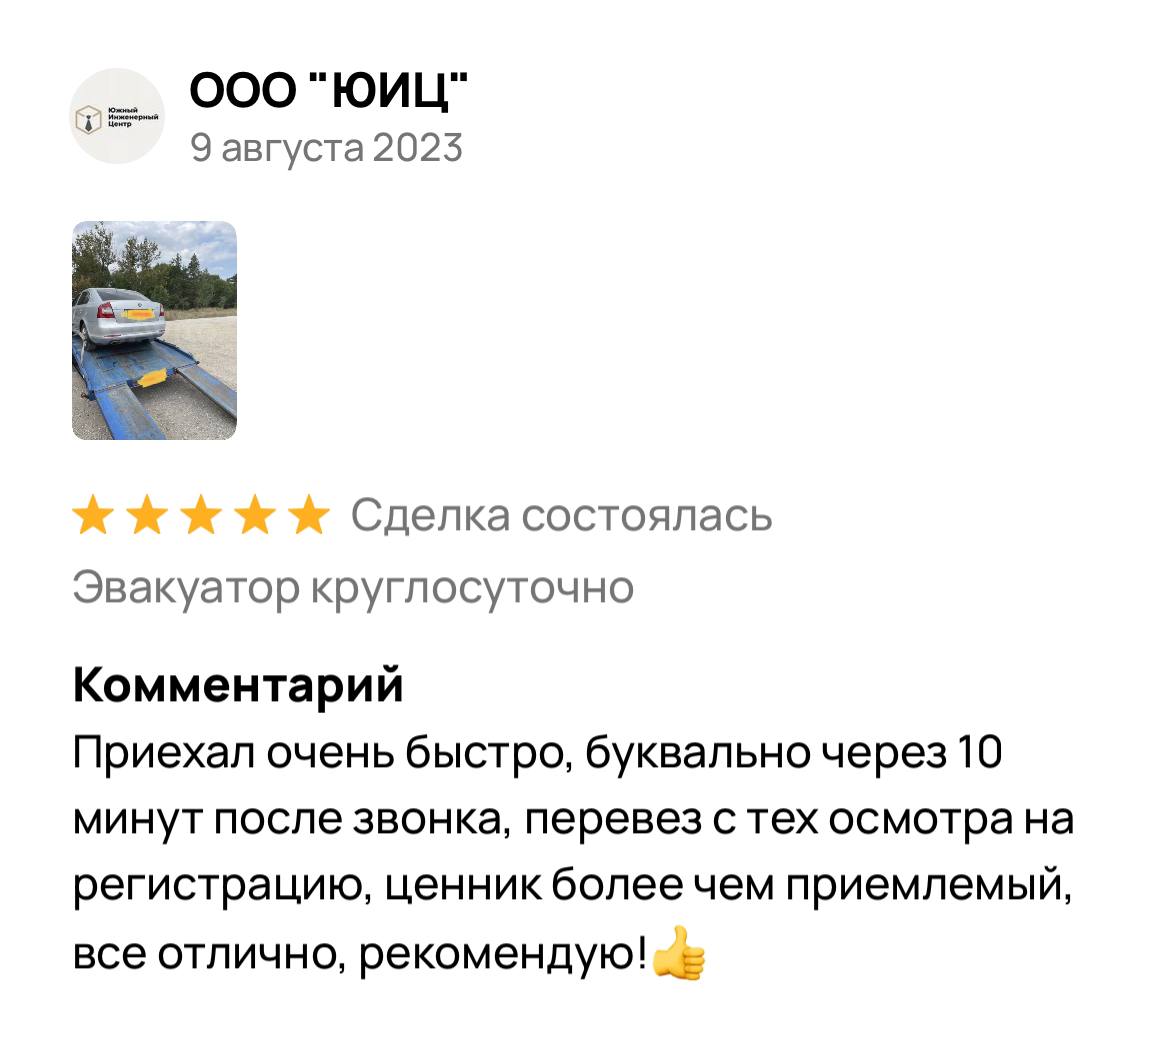 Южный
Инженерный
Центр
ООО "ЮИЦ"
9 августа 2023
Сделка состоялась
Эвакуатор круглосуточно
Комментарий
Приехал очень быстро, буквально через 10
минут после звонка, перевез с тех осмотра на
регистрацию, ценник более чем приемлемый,
все отлично, рекомендую!👍